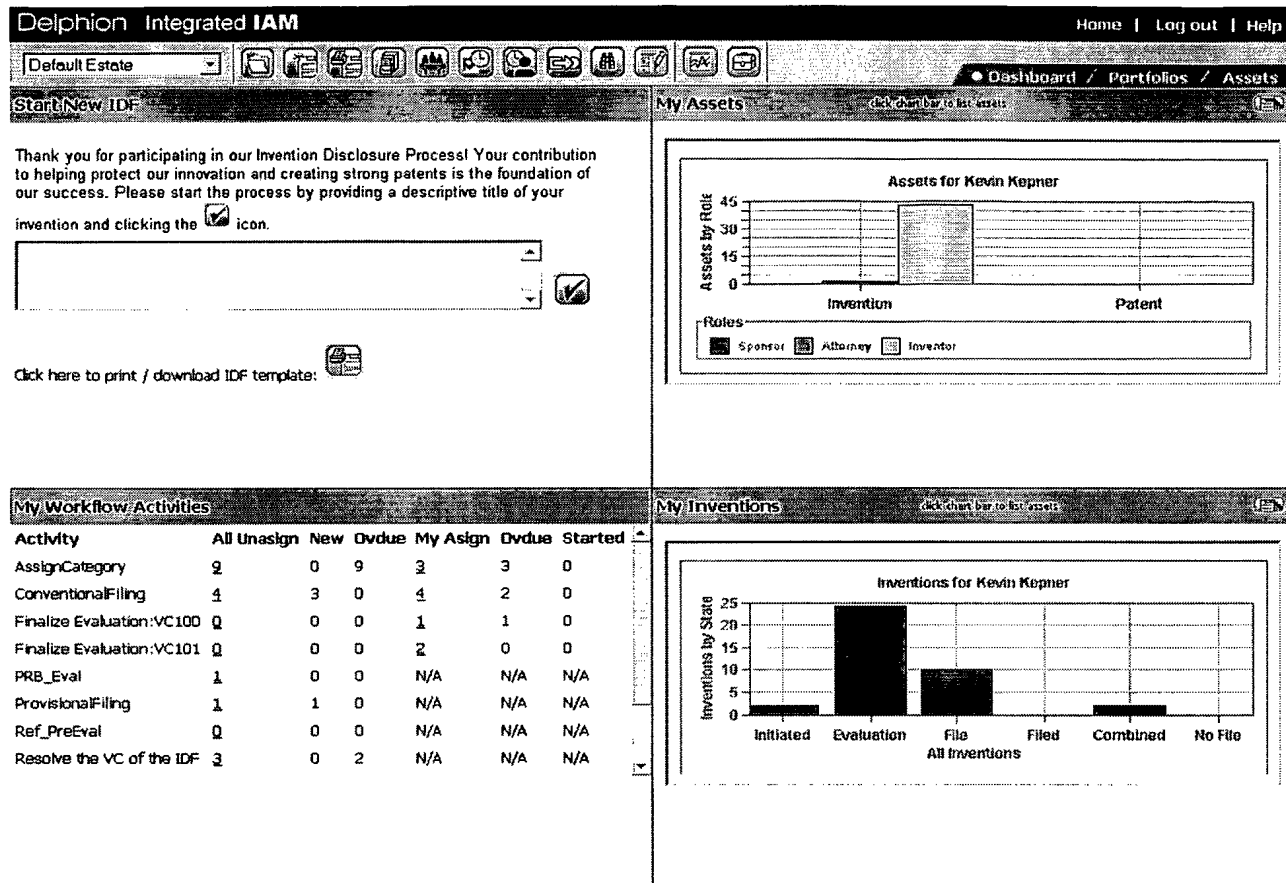 Delphion Integrated IAM
Home | Log out | Help
Default Estate
Dashboard / Portfolios / Assets
Start New IDF
Thank you for participating in our Invention Disclosure Process! Your contribution
to helping protect our innovation and creating strong patents is the foundation of
our success. Please start the process by providing a descriptive title of your
invention and clicking the icon.
Click here to print / download IDF template:
My Assets click chart bar to list assets
Assets for Kevin Kepner
Assets by Role
45
30
15
0
Invention Patent
Roles
Sponsor Attorney Inventor
My Workflow Activities
Activity All Unasign New Ovdue My Asign Ovdue Started
AssignCategory 9 0 9 3 3 0
ConventionalFiling 4 3 0 4 2 0
Finalize Evaluation:VC100 0 0 0 1 1 0
Finalize Evaluation:VC101 0 0 0 2 0 0
PRB_Eval 1 0 0 N/A N/A N/A
ProvisionalFiling 1 1 0 N/A N/A N/A
Ref_PreEval 0 0 0 N/A N/A N/A
Resolve the VC of the IDF 3 0 2 N/A N/A N/A
My Inventions click chart bar to list assets
Inventions for Kevin Kepner
Inventions by State
25
20
15
10
5
0
Initiated Evaluation File Filed Combined No File
All Inventions